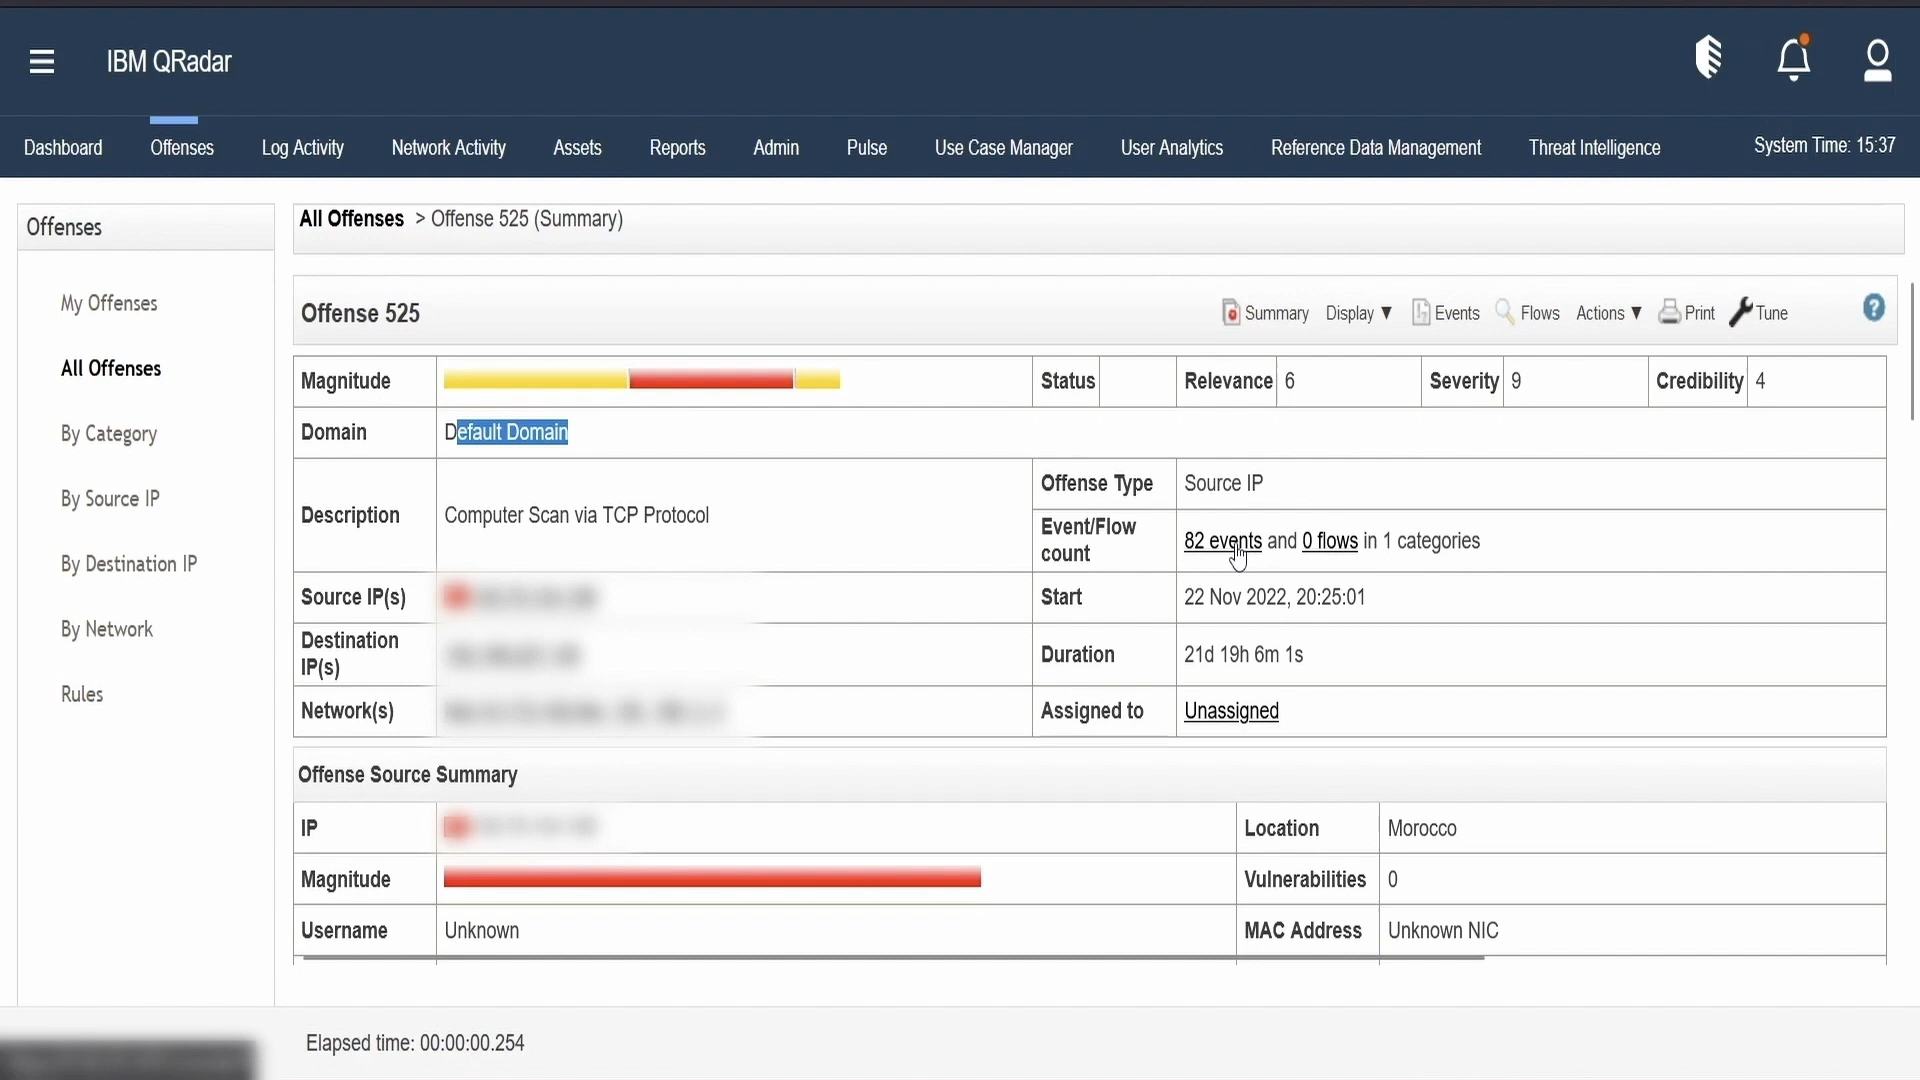 IBM QRadar
Dashboard Offenses Log Activity Network Activity Assets Reports Admin Pulse Use Case Manager User Analytics Reference Data Management Threat Intelligence System Time: 15:37
Offenses
My Offenses
All Offenses
By Category
By Source IP
By Destination IP
By Network
Rules
All Offenses > Offense 525 (Summary)
Offense 525 Summary Display ▼ Events Flows Actions ▼ Print Tune ?
Magnitude Status Relevance 6 Severity 9 Credibility 4
Domain Default Domain
Description Computer Scan via TCP Protocol
Offense Type Source IP
Event/Flow count 82 events and 0 flows in 1 categories
Source IP(s) Start 22 Nov 2022, 20:25:01
Destination IP(s) Duration 21d 19h 6m 1s
Network(s) Assigned to Unassigned
Offense Source Summary
IP Location Morocco
Magnitude Vulnerabilities 0
Username Unknown MAC Address Unknown NIC
Elapsed time: 00:00:00.254